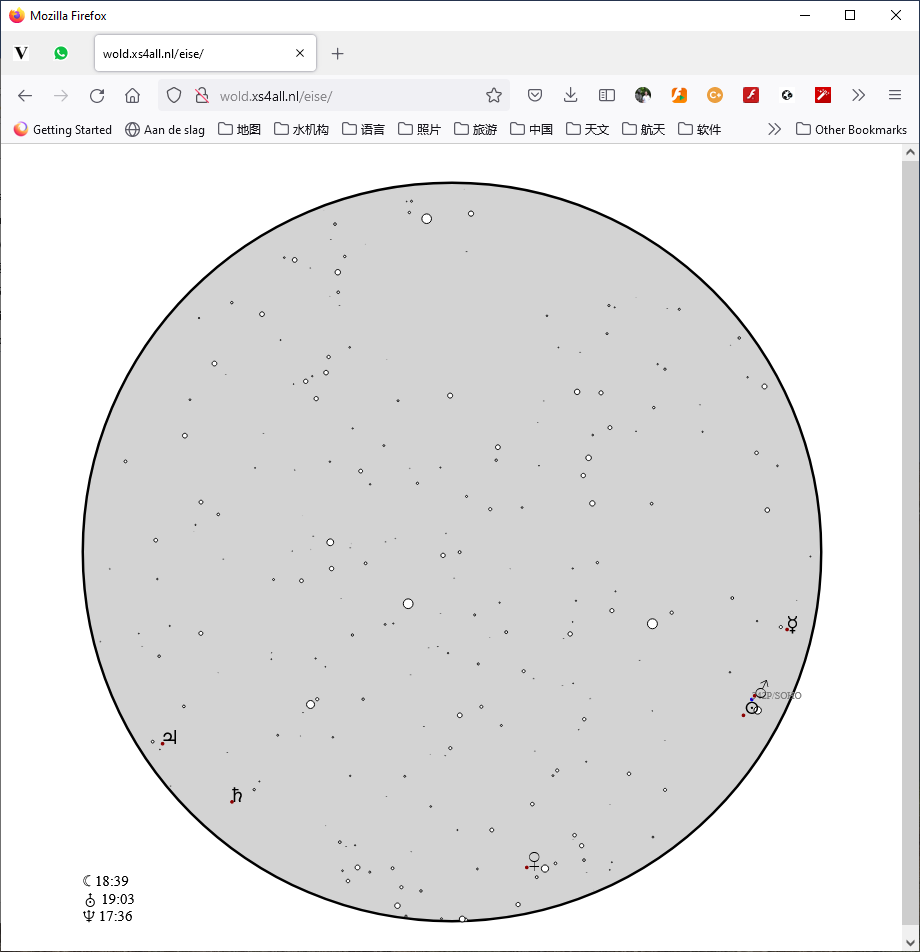 Mozilla Firefox
V
wold.xs4all.nl/eise/
wold.xs4all.nl/eise/
Getting Started Aan de slag 地图 水机构 语言 照片 旅游 中国 天文 航天 软件 Other Bookmarks
☿
♂
/SOHO
☉
♃
♄
♀
☾ 18:39
⛢ 19:03
♆ 17:36